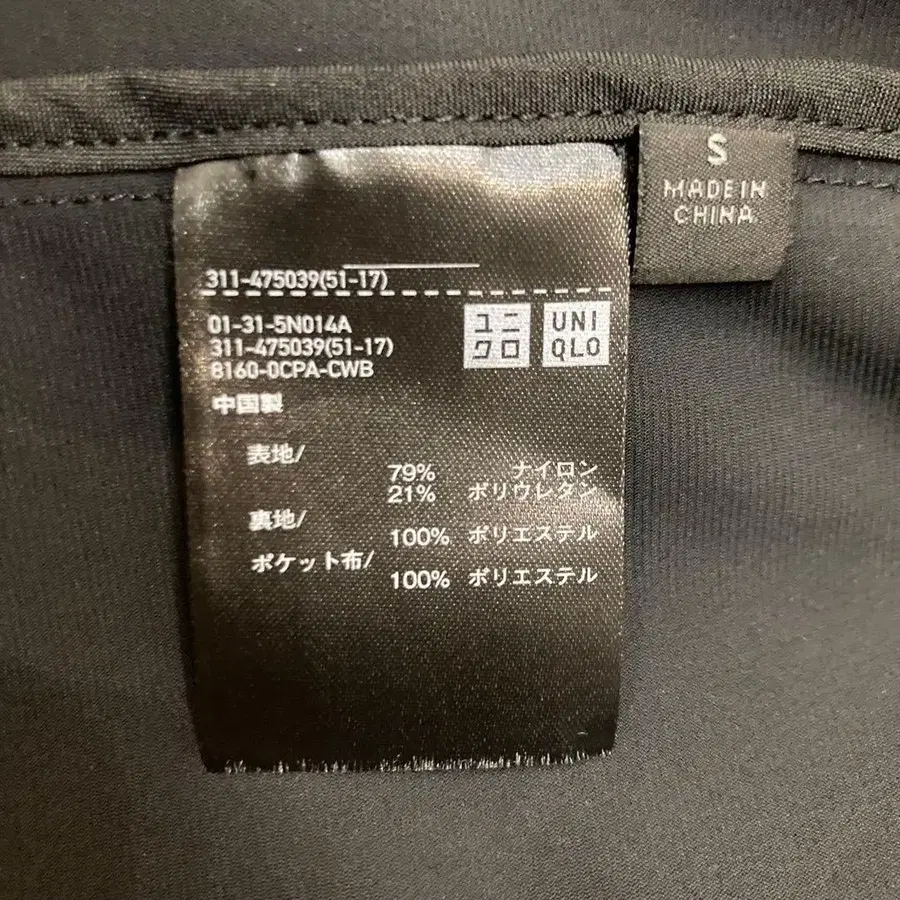 S
MADE IN
CHINA
311-475039(51-17)
01-31-5N014A
311-475039(51-17)
8160-0CPA-CWB
ユニ
クロ
UNI
QLO
中国製
表地/
79% ナイロン
21% ポリウレタン
裏地/
100% ポリエステル
ポケット布/
100% ポリエステル